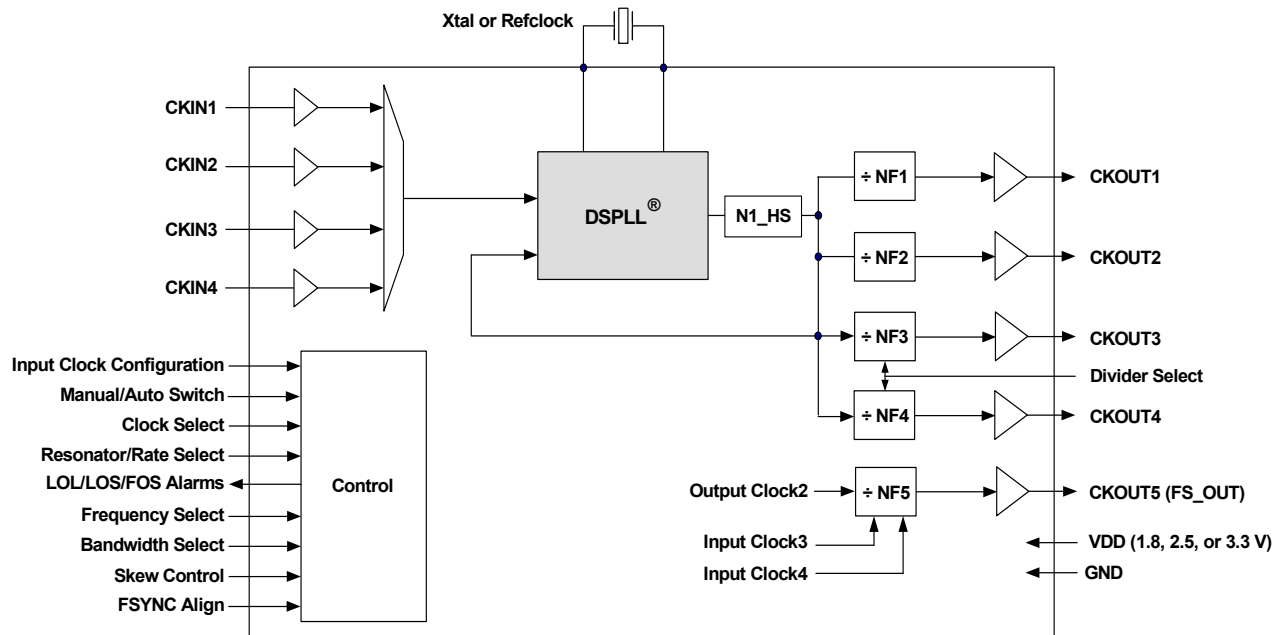 Xtal or Refclock
CKIN1
CKIN2
CKIN3
CKIN4
DSPLL®
N1_HS
÷ NF1
CKOUT1
÷ NF2
CKOUT2
÷ NF3
CKOUT3
Divider Select
÷ NF4
CKOUT4
Input Clock Configuration
Manual/Auto Switch
Clock Select
Resonator/Rate Select
LOL/LOS/FOS Alarms
Frequency Select
Bandwidth Select
Skew Control
FSYNC Align
Control
Output Clock2
÷ NF5
CKOUT5 (FS_OUT)
Input Clock3
Input Clock4
VDD (1.8, 2.5, or 3.3 V)
GND